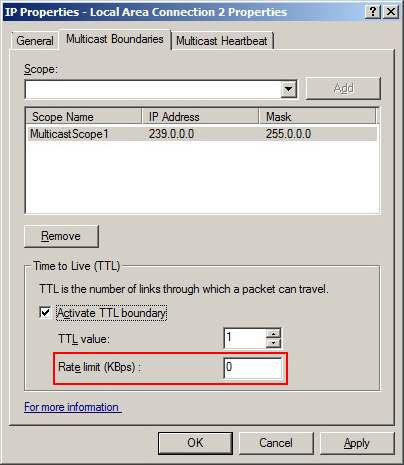 IP Properties - Local Area Connection 2 Properties
General Multicast Boundaries Multicast Heartbeat
Scope:
Add
Scope Name IP Address Mask
MulticastScope1 239.0.0.0 255.0.0.0
Remove
Time to Live (TTL)
TTL is the number of links through which a packet can travel.
Activate TTL boundary
TTL value: 1
Rate limit (KBps) : 0
For more information
OK Cancel Apply